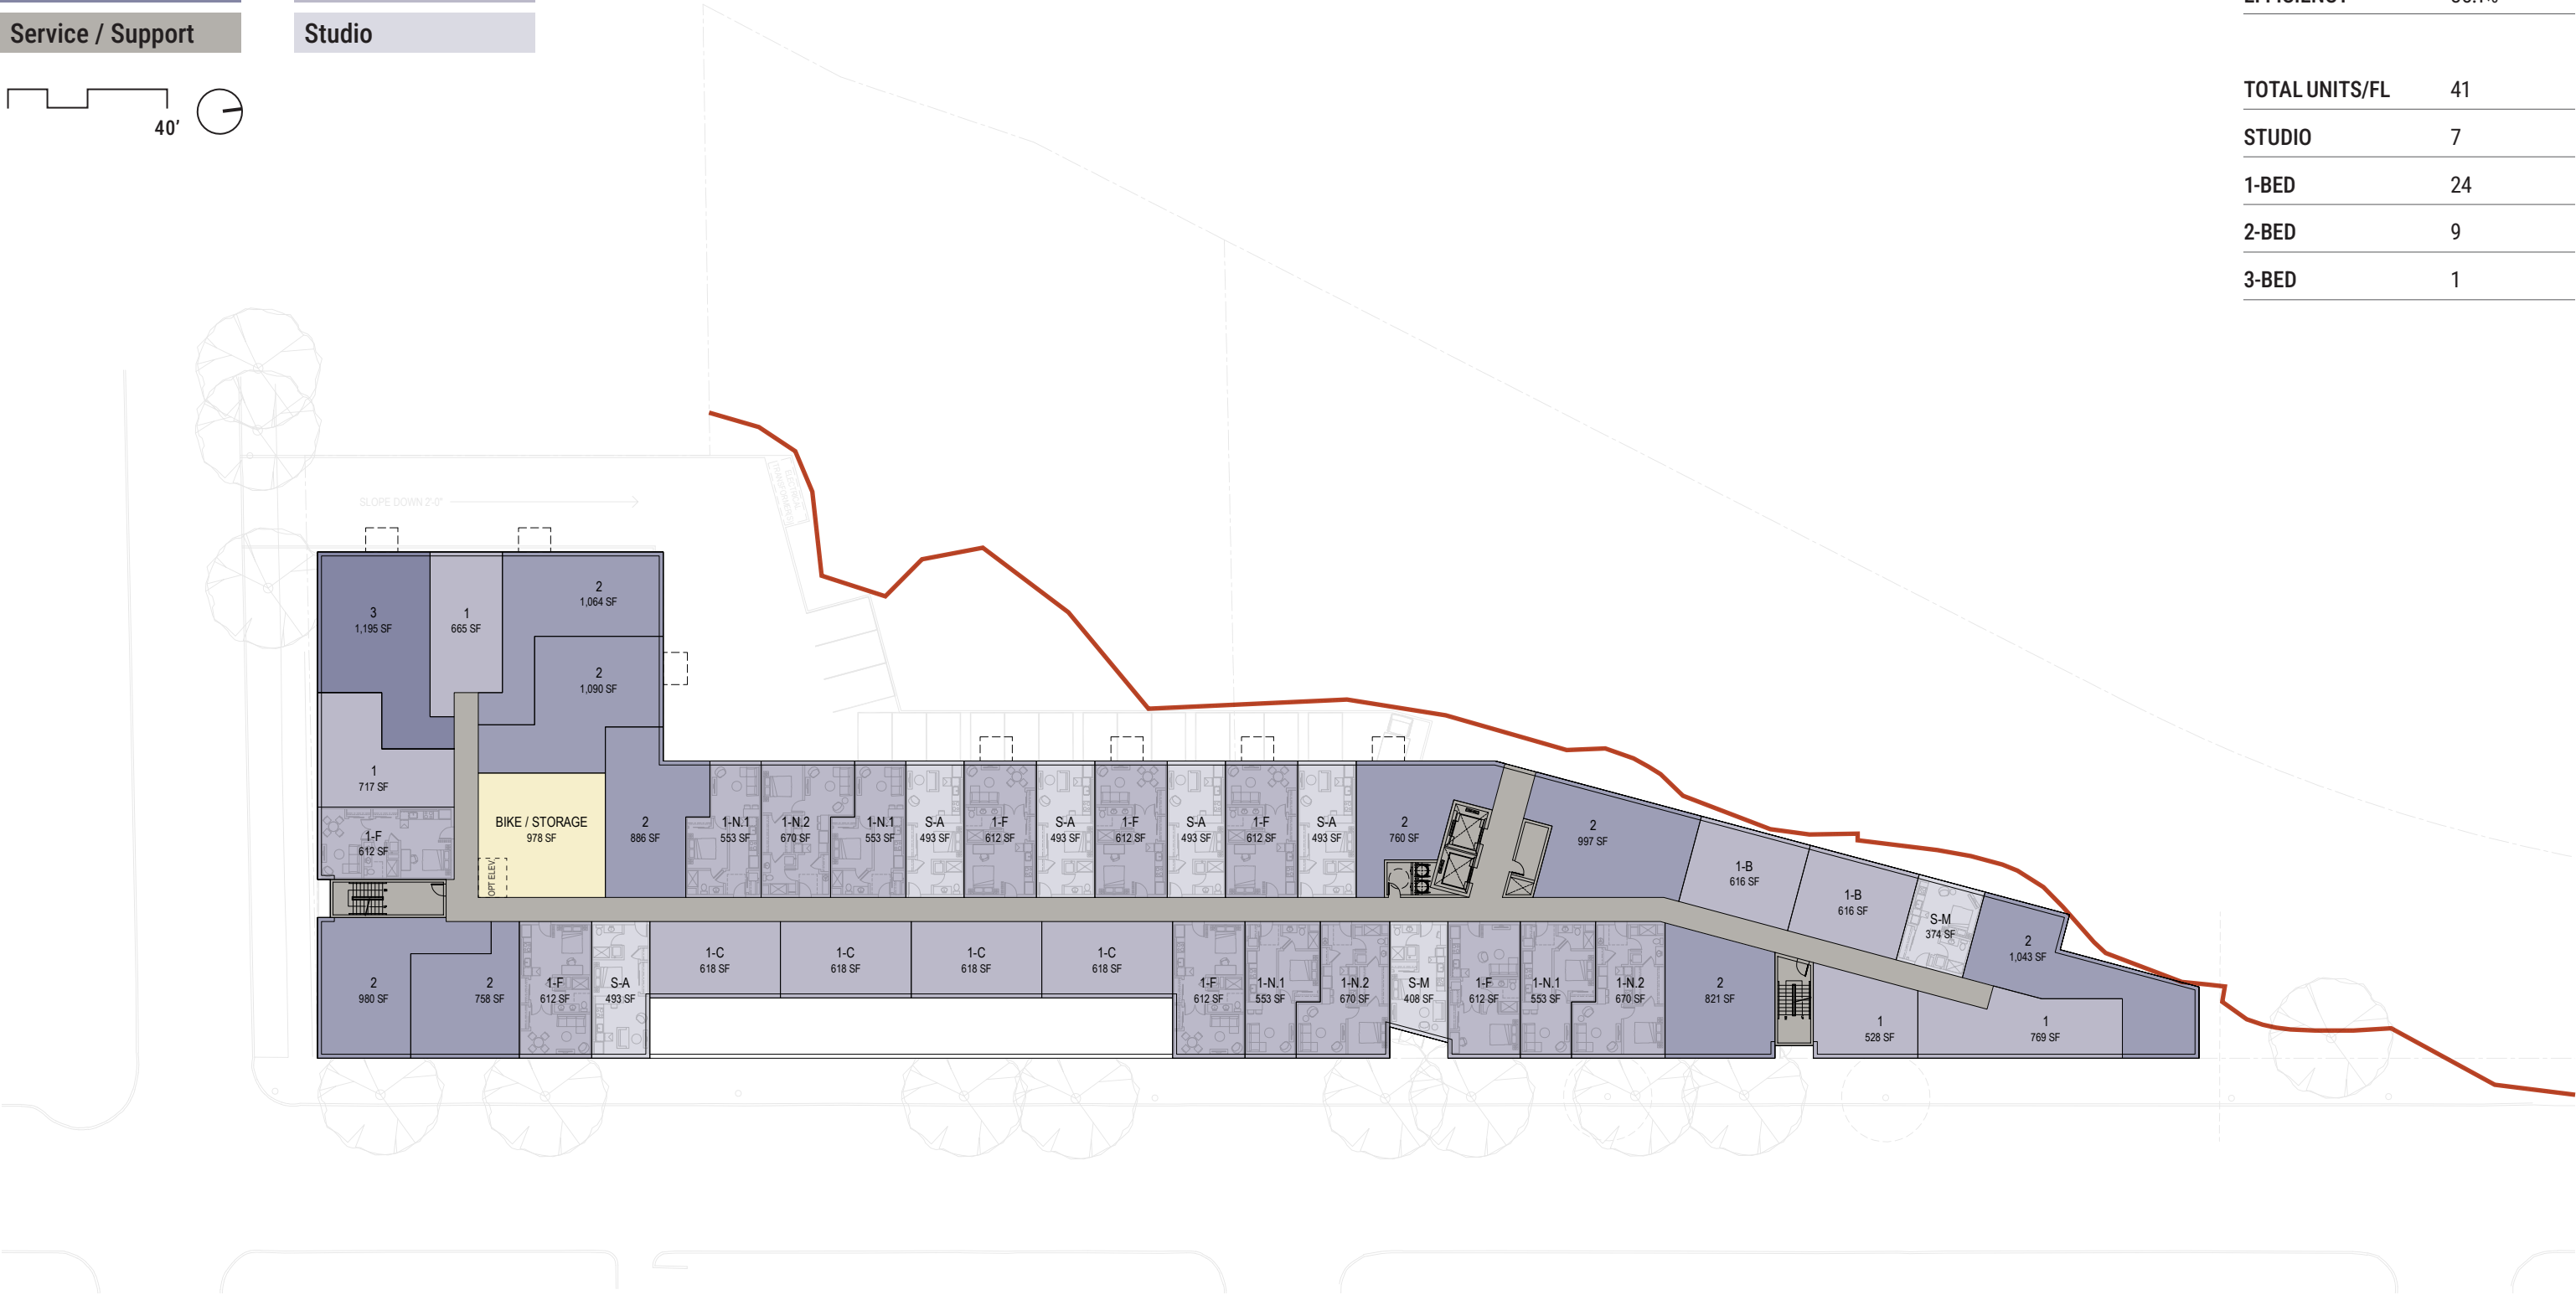 Service / Support
Studio
EFFICIENCY
40'
TOTAL UNITS/FL 41
STUDIO 7
1-BED 24
2-BED 9
3-BED 1
SLOPE DOWN 2'-0"
ELECTRICAL
TRANSFORMER
3
1,195 SF
1
665 SF
2
1,064 SF
2
1,090 SF
1
717 SF
1-F
612 SF
BIKE / STORAGE
978 SF
OPT ELEV.
2
886 SF
1-N.1
553 SF
1-N.2
670 SF
1-N.1
553 SF
S-A
493 SF
1-F
612 SF
S-A
493 SF
1-F
612 SF
S-A
493 SF
1-F
612 SF
S-A
493 SF
2
760 SF
2
997 SF
1-B
616 SF
1-B
616 SF
S-M
374 SF
2
1,043 SF
2
980 SF
2
758 SF
1-F
612 SF
S-A
493 SF
1-C
618 SF
1-C
618 SF
1-C
618 SF
1-C
618 SF
1-F
612 SF
1-N.1
553 SF
1-N.2
670 SF
S-M
408 SF
1-F
612 SF
1-N.1
553 SF
1-N.2
670 SF
2
821 SF
1
528 SF
1
769 SF